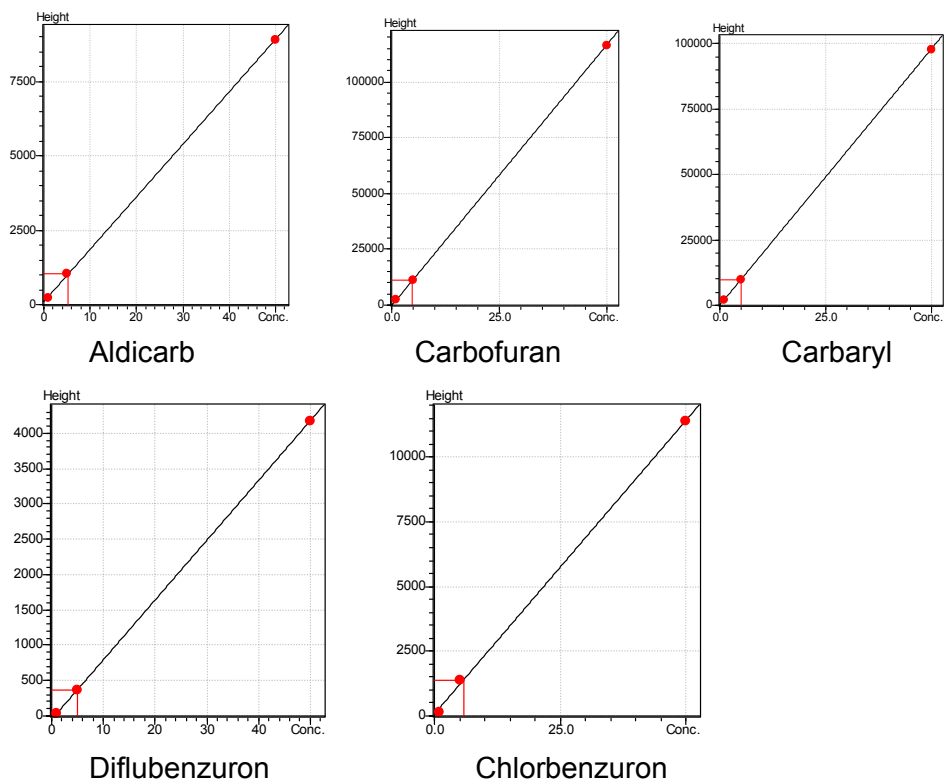 Height
7500
5000
2500
0
0 10 20 30 40 Conc.
Aldicarb
Height
100000
75000
50000
25000
0
0.0 25.0 Conc.
Carbofuran
Height
100000
75000
50000
25000
0
0.0 25.0 Conc.
Carbaryl
Height
4000
3500
3000
2500
2000
1500
1000
500
0
0 10 20 30 40 Conc.
Diflubenzuron
Height
10000
7500
5000
2500
0
0.0 25.0 Conc.
Chlorbenzuron